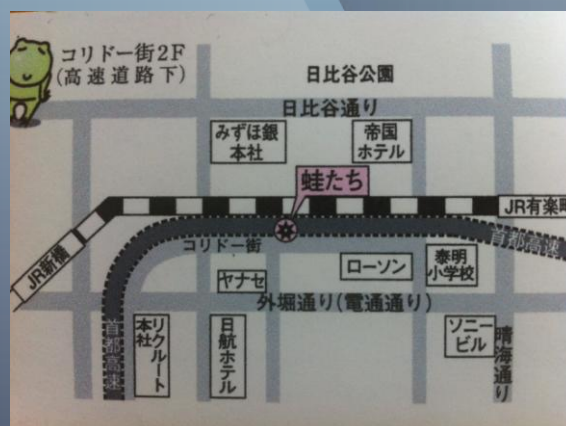 コリドー街2F
(高速道路下)
日比谷公園
日比谷通り
みずほ銀
本社
帝国
ホテル
蛙たち
JR有楽町
JR新橋
コリドー街
首都高速
ローソン
泰明
小学校
ヤナセ
外堀通り(電通通り)
首都高速
リクルート
本社
日航ホテル
ソニー
ビル
晴海通り